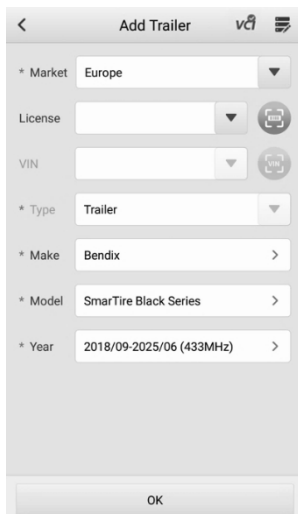 Add Trailer
VCI
* Market Europe
License
VIN
* Type Trailer
* Make Bendix
* Model SmarTire Black Series
* Year 2018/09-2025/06 (433MHz)
OK